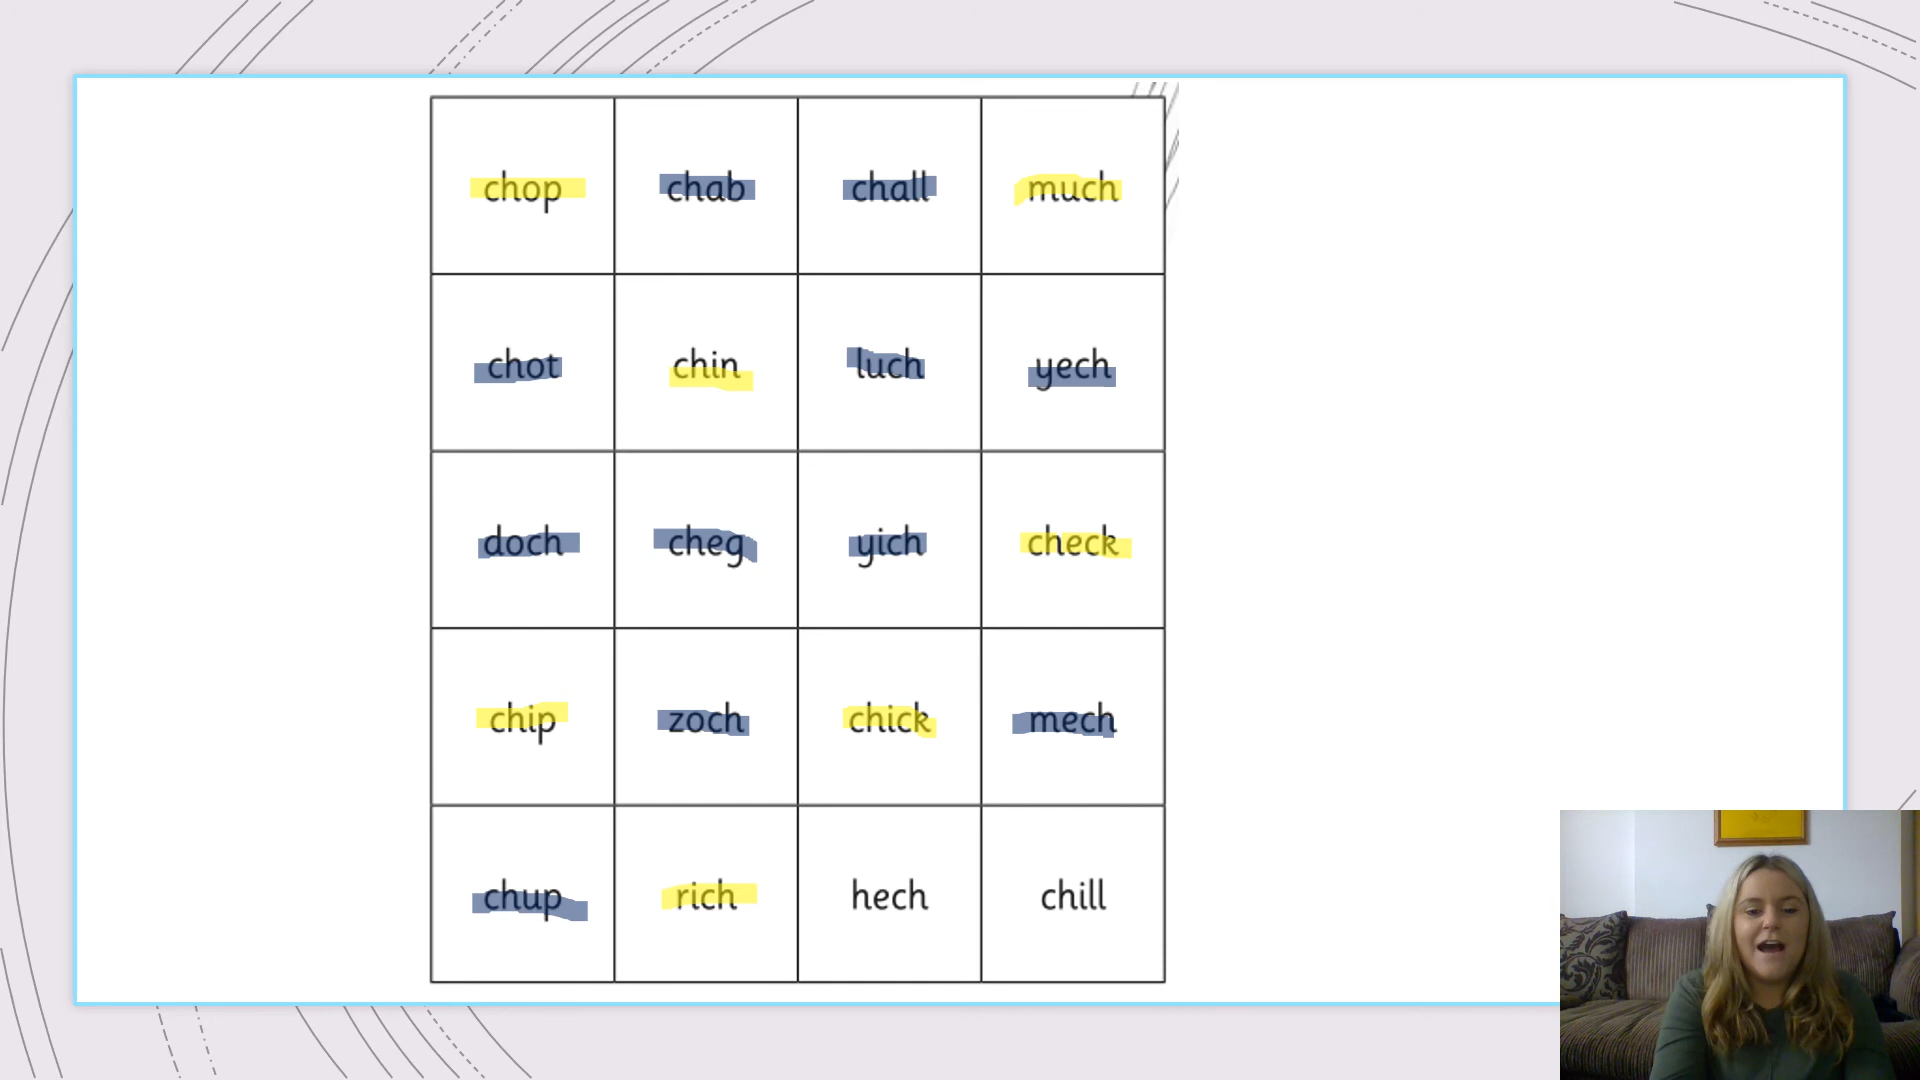 chop chab chall much
chot chin luch yech
doch cheg yich check
chip zoch chick mech
chup rich hech chill